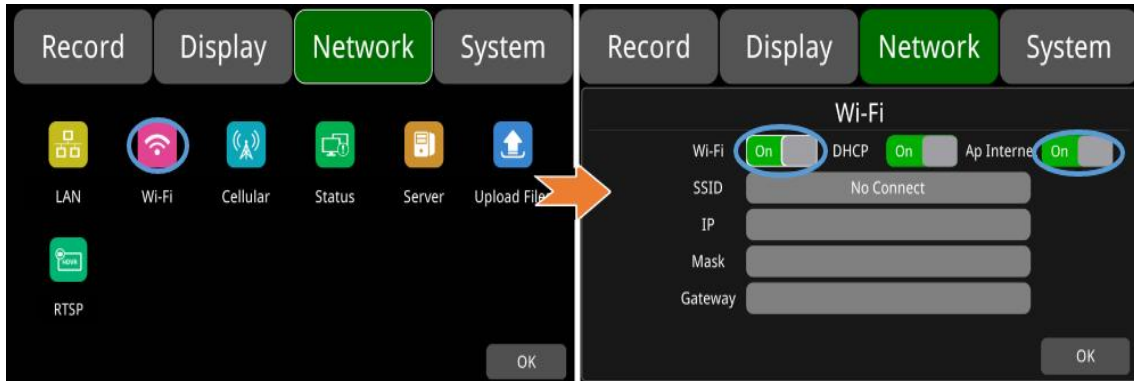 Record Display Network System
LAN Wi-Fi Cellular Status Server Upload Files
RTSP
OK
Record Display Network System
Wi-Fi
Wi-Fi On DHCP On Ap Interne On
SSID No Connect
IP
Mask
Gateway
OK